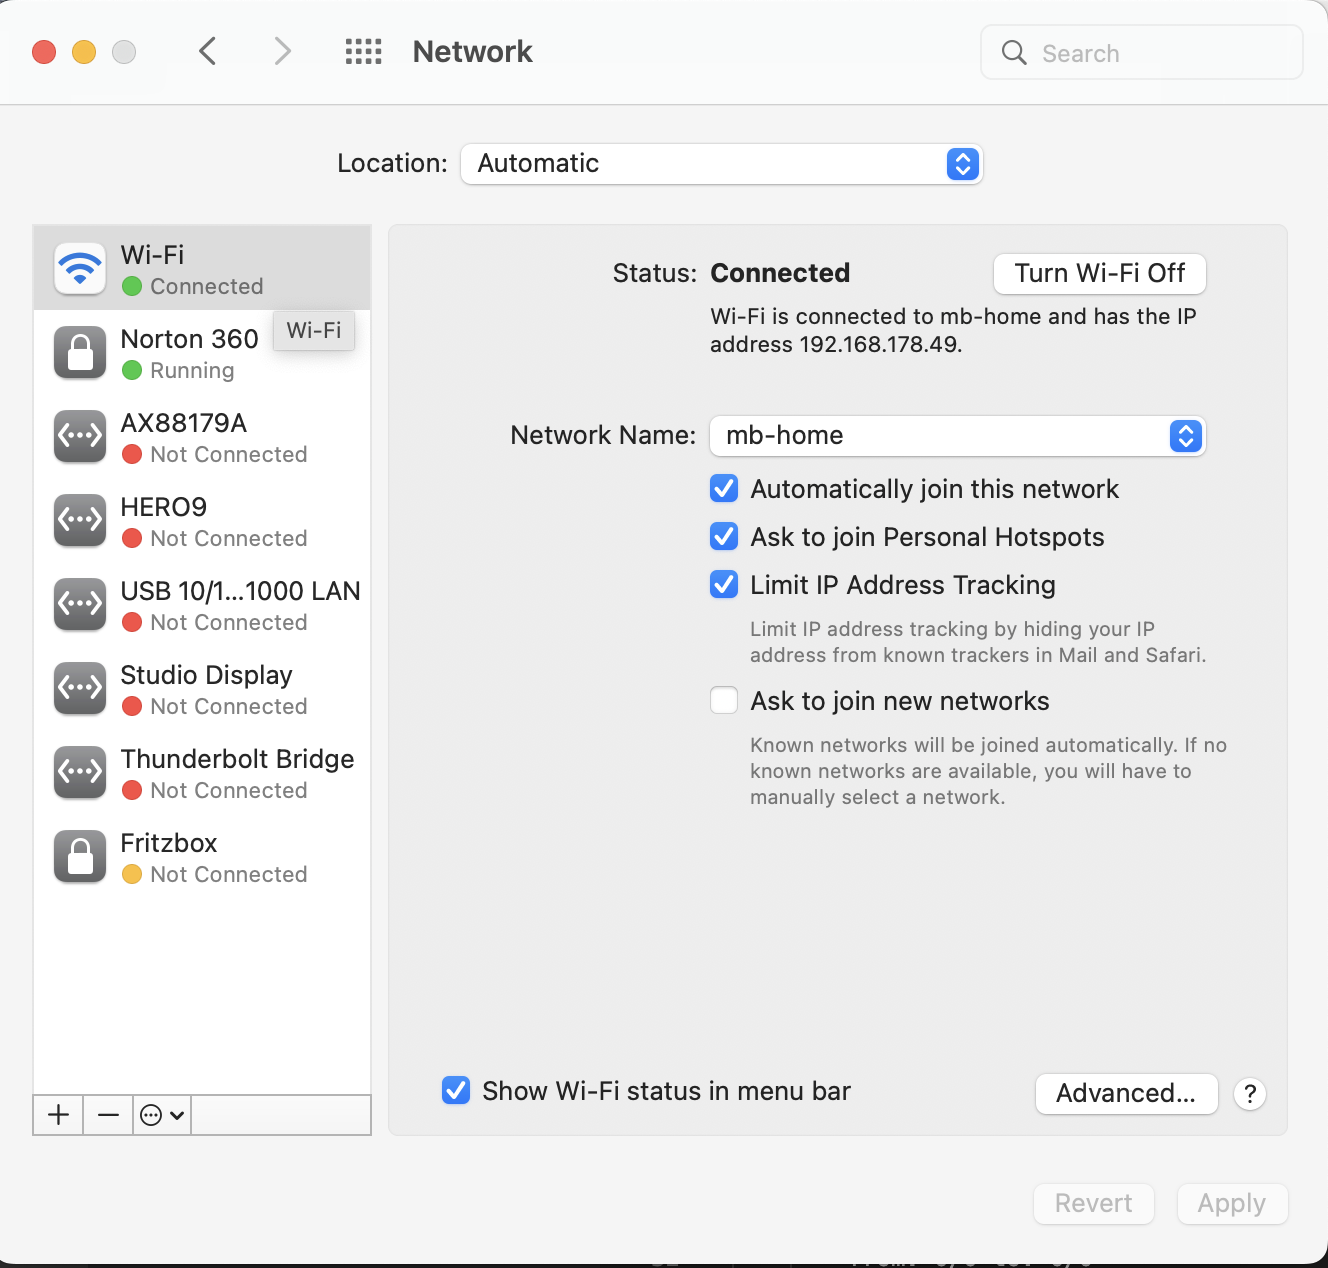 Network
Search
Location:
Automatic
Wi-Fi
Connected
Wi-Fi
Norton 360
Running
AX88179A
Not Connected
HERO9
Not Connected
USB 10/1...1000 LAN
Not Connected
Studio Display
Not Connected
Thunderbolt Bridge
Not Connected
Fritzbox
Not Connected
Status: Connected
Turn Wi-Fi Off
Wi-Fi is connected to mb-home and has the IP
address 192.168.178.49.
Network Name:
mb-home
Automatically join this network
Ask to join Personal Hotspots
Limit IP Address Tracking
Limit IP address tracking by hiding your IP
address from known trackers in Mail and Safari.
Ask to join new networks
Known networks will be joined automatically. If no
known networks are available, you will have to
manually select a network.
Show Wi-Fi status in menu bar
Advanced...
?
Revert
Apply